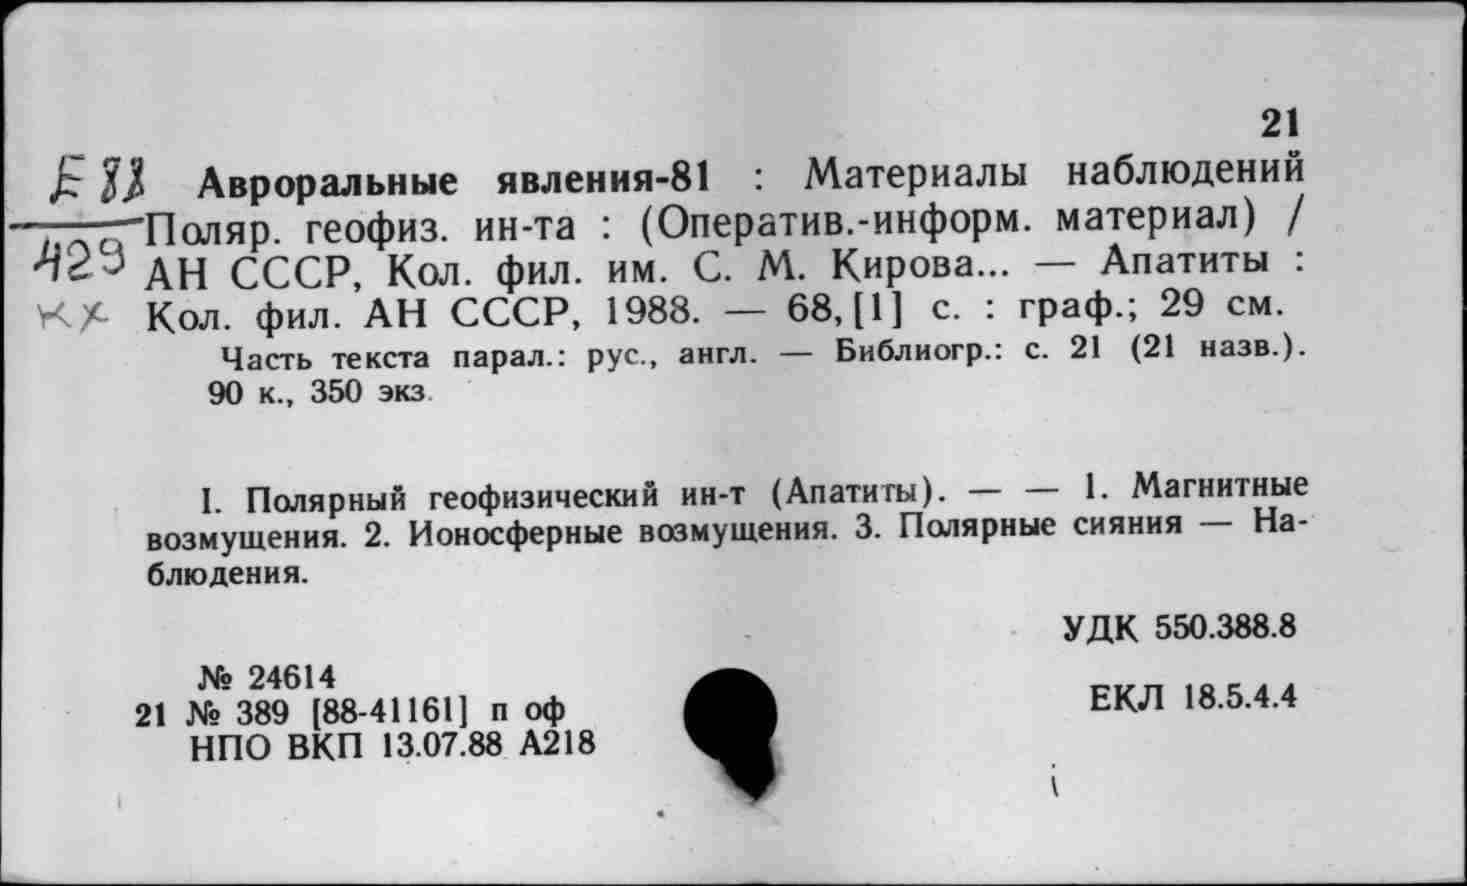 21
Авроральные явления-81 : Материалы наблюдений
Поляр. геофиз. ин-та : (Оператив.-информ. материал) /
429 АН СССР, Кол. фил. им. С. М. Кирова... — Апатиты :
кх Кол. фил. АН СССР, 1988. — 68, [1] с. : граф.; 29 см.
Часть текста парал.: рус., англ. — Библиогр.: с. 21 (21 назв.).
90 к., 350 экз.
I. Полярный геофизический ин-т (Апатиты). — — 1. Магнитные
возмущения. 2. Ионосферные возмущения. 3. Полярные сияния — На-
блюдения.
УДК 550.388.8
№ 24614
21 № 389 [88-41161] п оф
ЕКЛ 18.5.4.4
НПО ВКП 13.07.88 А218